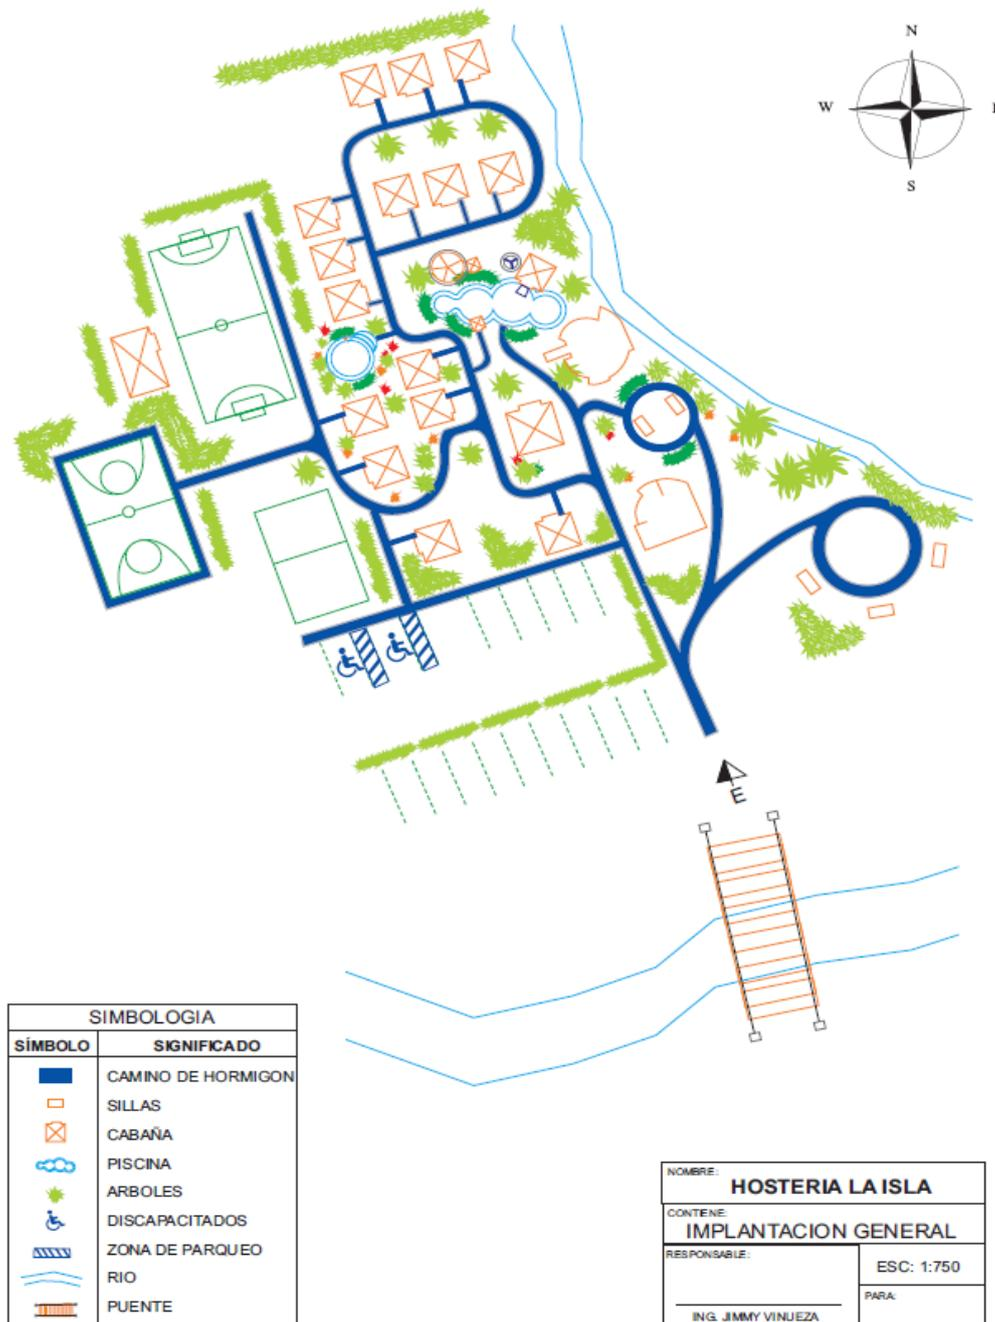 N
W
S
E
SIMBOLOGIA
SÍMBOLO SIGNIFICADO
CAMINO DE HORMIGON
SILLAS
CABAÑA
PISCINA
ARBOLES
DISCAPACITADOS
ZONA DE PARQUEO
RIO
PUENTE
NOMBRE:
HOSTERIA LA ISLA
CONTIENE:
IMPLANTACION GENERAL
RESPONSABLE:
ESC: 1:750
PARA:
ING. JIMMY VINUEZA